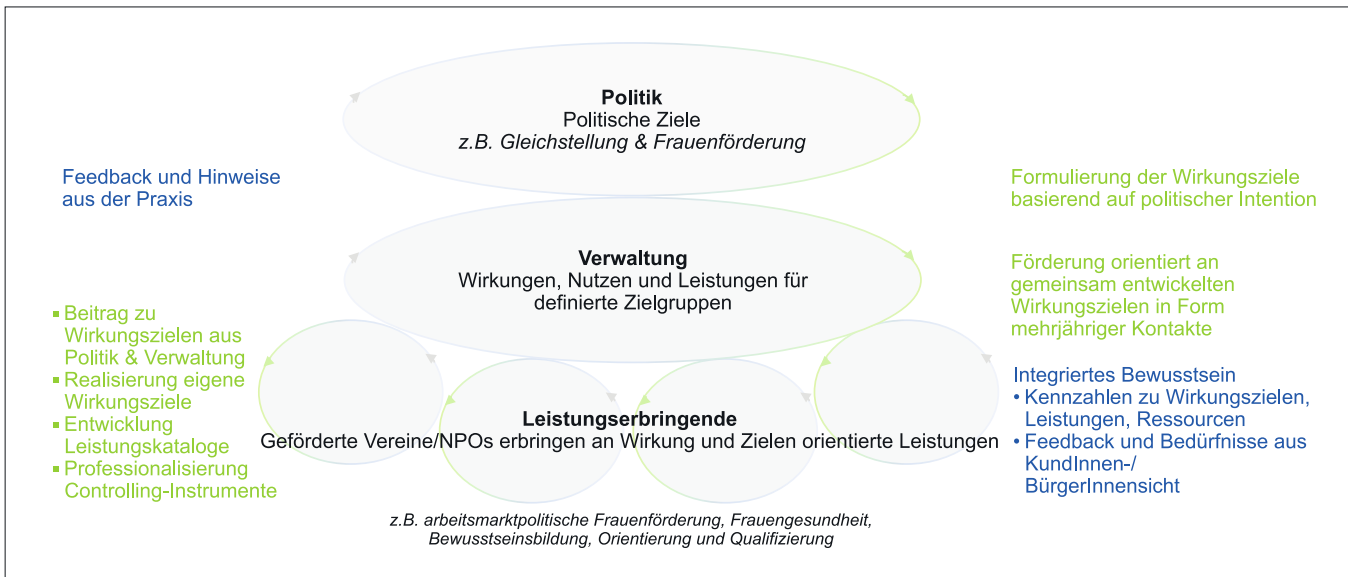 Politik
Politische Ziele
z.B. Gleichstellung & Frauenförderung
Feedback und Hinweise
aus der Praxis
Formulierung der Wirkungsziele
basierend auf politischer Intention
Verwaltung
Wirkungen, Nutzen und Leistungen für
definierte Zielgruppen
Förderung orientiert an
gemeinsam entwickelten
Wirkungszielen in Form
mehrjähriger Kontakte
▪ Beitrag zu
Wirkungszielen aus
Politik & Verwaltung
▪ Realisierung eigene
Wirkungsziele
▪ Entwicklung
Leistungskataloge
▪ Professionalisierung
Controlling-Instrumente
Leistungserbringende
Geförderte Vereine/NPOs erbringen an Wirkung und Zielen orientierte Leistungen
Integriertes Bewusstsein
• Kennzahlen zu Wirkungszielen,
Leistungen, Ressourcen
• Feedback und Bedürfnisse aus
KundInnen-/
BürgerInnensicht
z.B. arbeitsmarktpolitische Frauenförderung, Frauengesundheit,
Bewusstseinsbildung, Orientierung und Qualifizierung